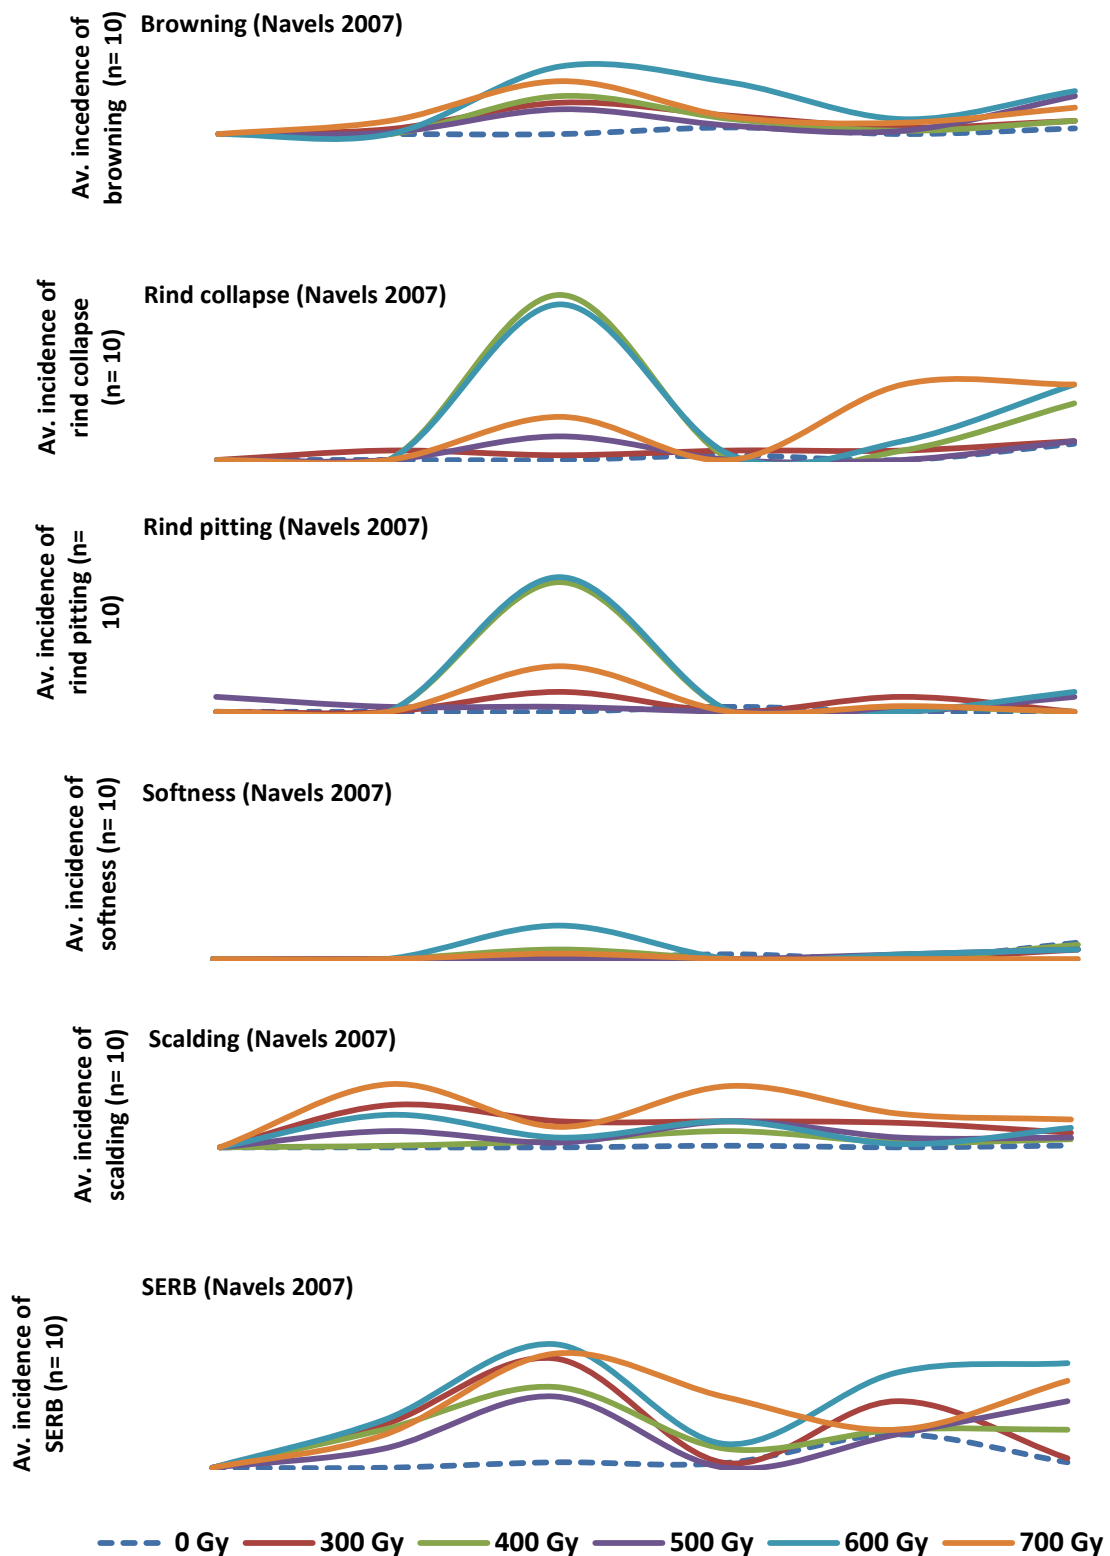 Browning (Navels 2007)
Av. incedence of
browning (n= 10)
Rind collapse (Navels 2007)
Av. incidence of
rind collapse
(n= 10)
Rind pitting (Navels 2007)
Av. incidence of
rind pitting (n=
10)
Softness (Navels 2007)
Av. incidence of
softness (n= 10)
Scalding (Navels 2007)
Av. incidence of
scalding (n= 10)
SERB (Navels 2007)
Av. incidence of
SERB (n= 10)
0 Gy 300 Gy 400 Gy 500 Gy 600 Gy 700 Gy